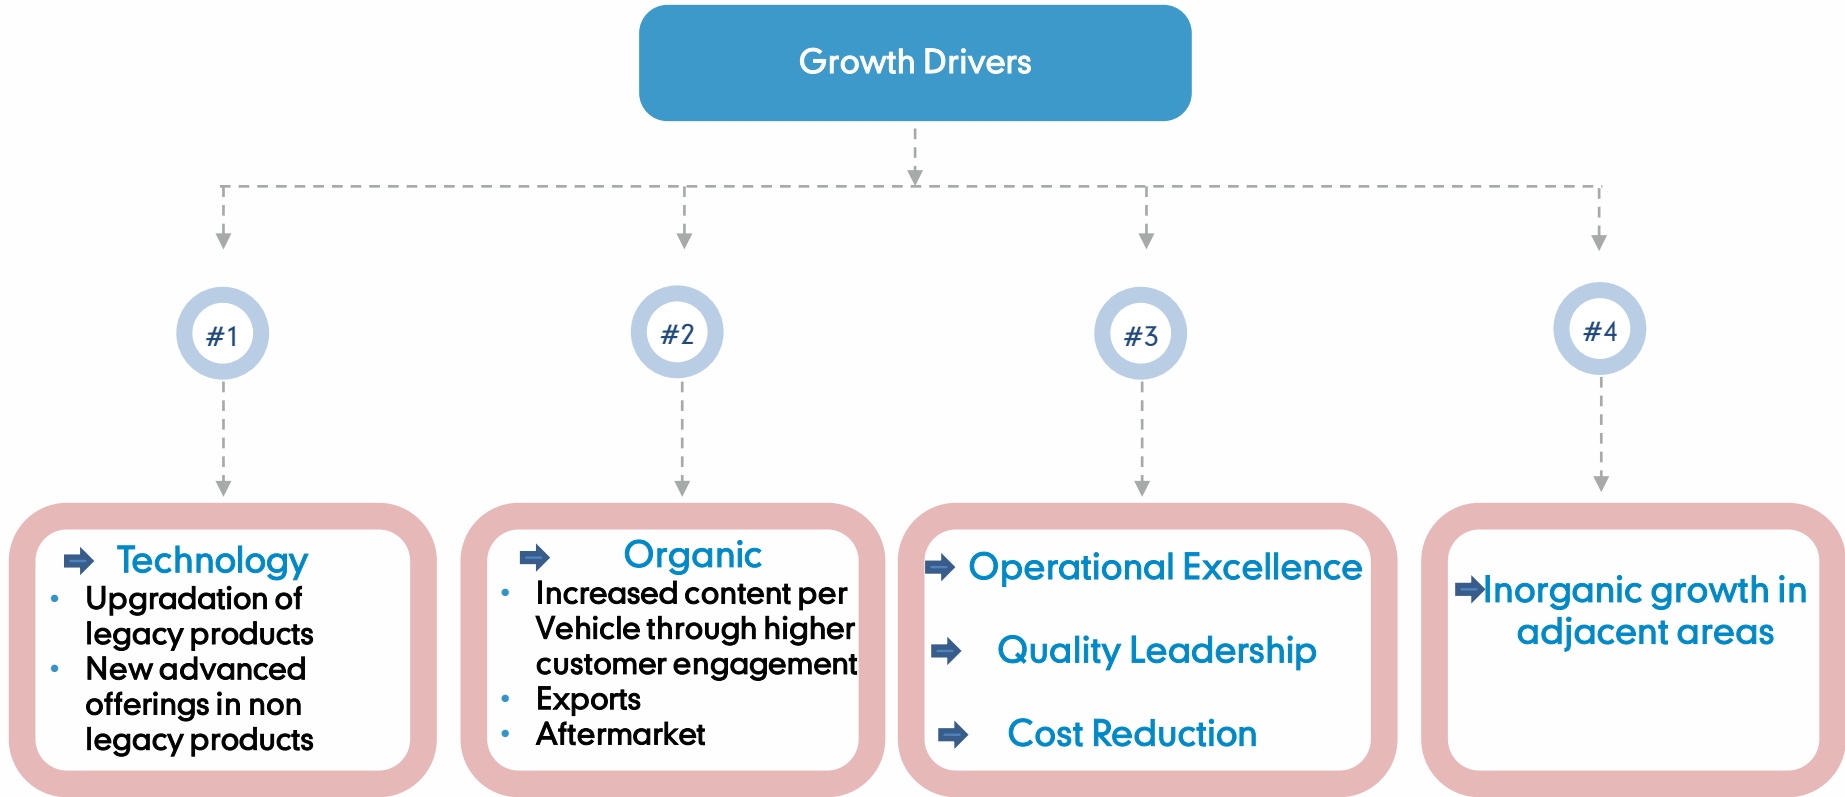 Growth Drivers
#1
#2
#3
#4
Technology
• Upgradation of
legacy products
• New advanced
offerings in non
legacy products
Organic
• Increased content per
Vehicle through higher
customer engagement
• Exports
• Aftermarket
Operational Excellence
Quality Leadership
Cost Reduction
Inorganic growth in
adjacent areas